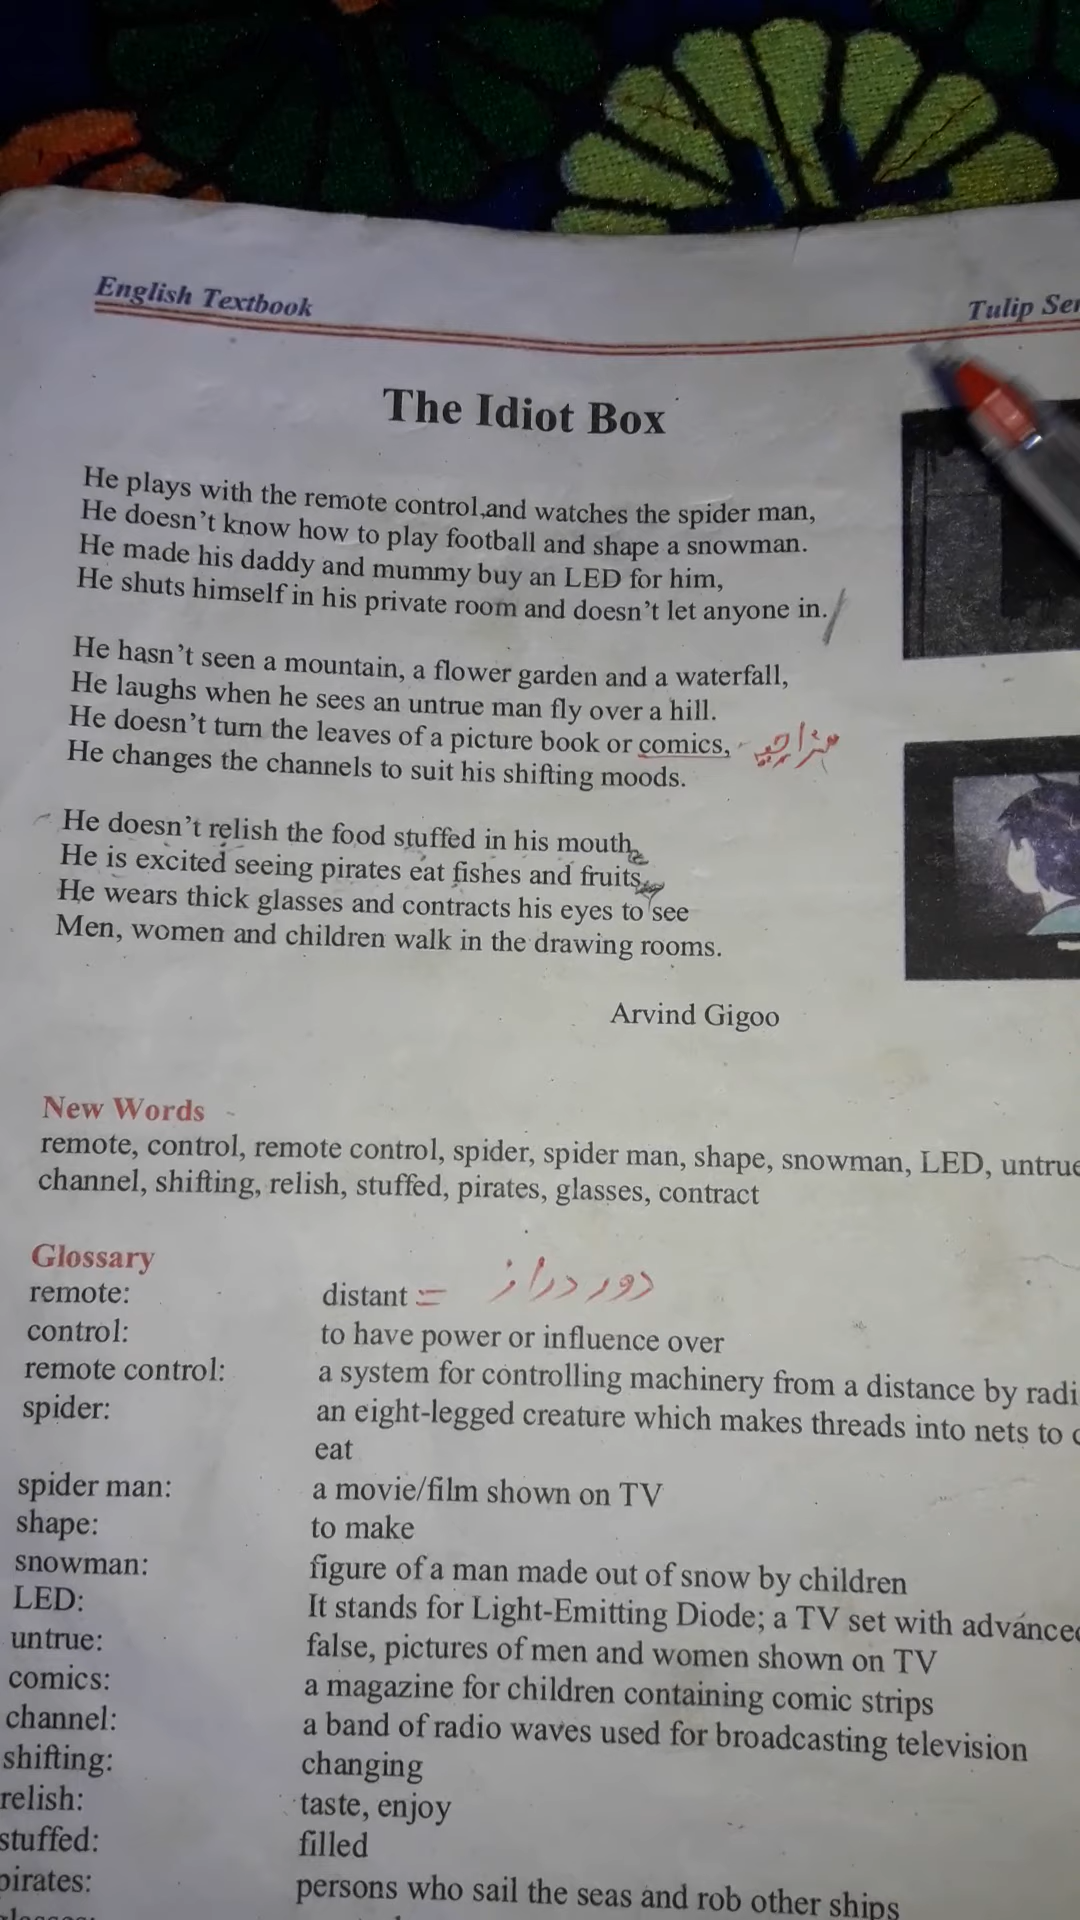 English Textbook
Tulip Ser
The Idiot Box
He plays with the remote control,and watches the spider man,
He doesn't know how to play football and shape a snowman.
He made his daddy and mummy buy an LED for him,
He shuts himself in his private room and doesn't let anyone in.
He hasn't seen a mountain, a flower garden and a waterfall,
He laughs when he sees an untrue man fly over a hill.
He doesn't turn the leaves of a picture book or comics,
He changes the channels to suit his shifting moods.
He doesn't relish the food stuffed in his mouth
He is excited seeing pirates eat fishes and fruits
He wears thick glasses and contracts his eyes to see
Men, women and children walk in the drawing rooms.
Arvind Gigoo
New Words
remote, control, remote control, spider, spider man, shape, snowman, LED, untrue
channel, shifting, relish, stuffed, pirates, glasses, contract
Glossary
remote: distant = دور دراز
control: to have power or influence over
remote control: a system for controlling machinery from a distance by radi
spider: an eight-legged creature which makes threads into nets to
eat
spider man: a movie/film shown on TV
shape: to make
snowman: figure of a man made out of snow by children
LED: It stands for Light-Emitting Diode; a TV set with advance
untrue: false, pictures of men and women shown on TV
comics: a magazine for children containing comic strips
channel: a band of radio waves used for broadcasting television
shifting: changing
relish: taste, enjoy
stuffed: filled
pirates: persons who sail the seas and rob other ships